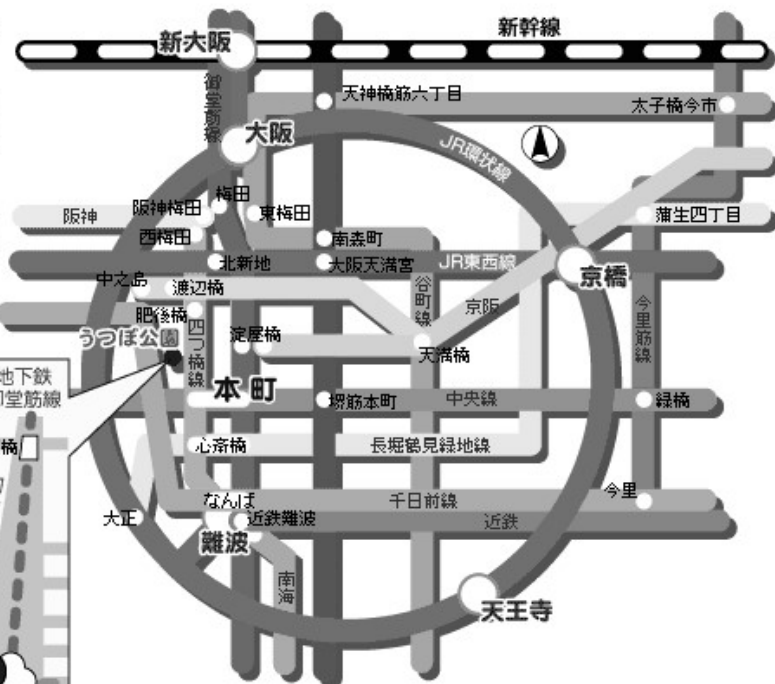 新幹線
新大阪
御堂筋線
天神橋筋六丁目
太子橋今市
大阪
JR環状線
梅田
阪神梅田
東梅田
阪神
西梅田
蒲生四丁目
南森町
北新地
大阪天満宮
JR東西線
京橋
中之島
渡辺橋
谷町線
京阪
今里筋線
肥後橋
うつぼ公園
四つ橋線
淀屋橋
天満橋
地下鉄
御堂筋線
本町
堺筋本町
中央線
緑橋
橋
心斎橋
長堀鶴見緑地線
なんば
千日前線
今里
大正
近鉄難波
近鉄
難波
南海
天王寺